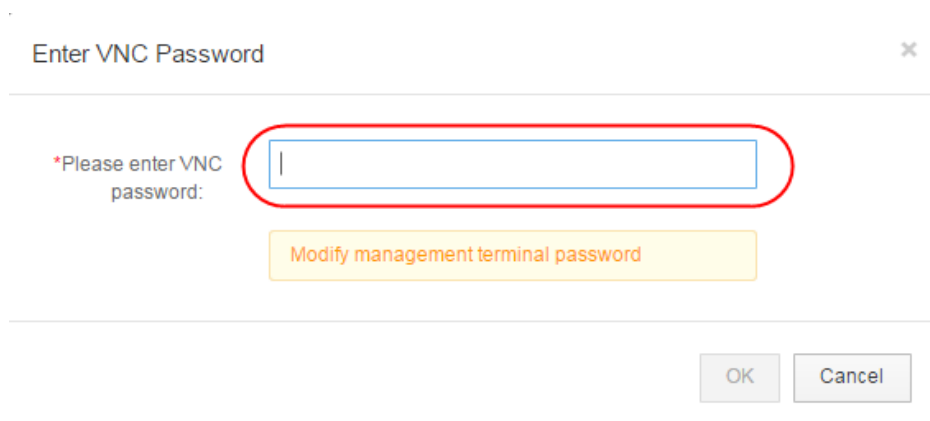 Enter VNC Password
*Please enter VNC
password:
Modify management terminal password
OK
Cancel